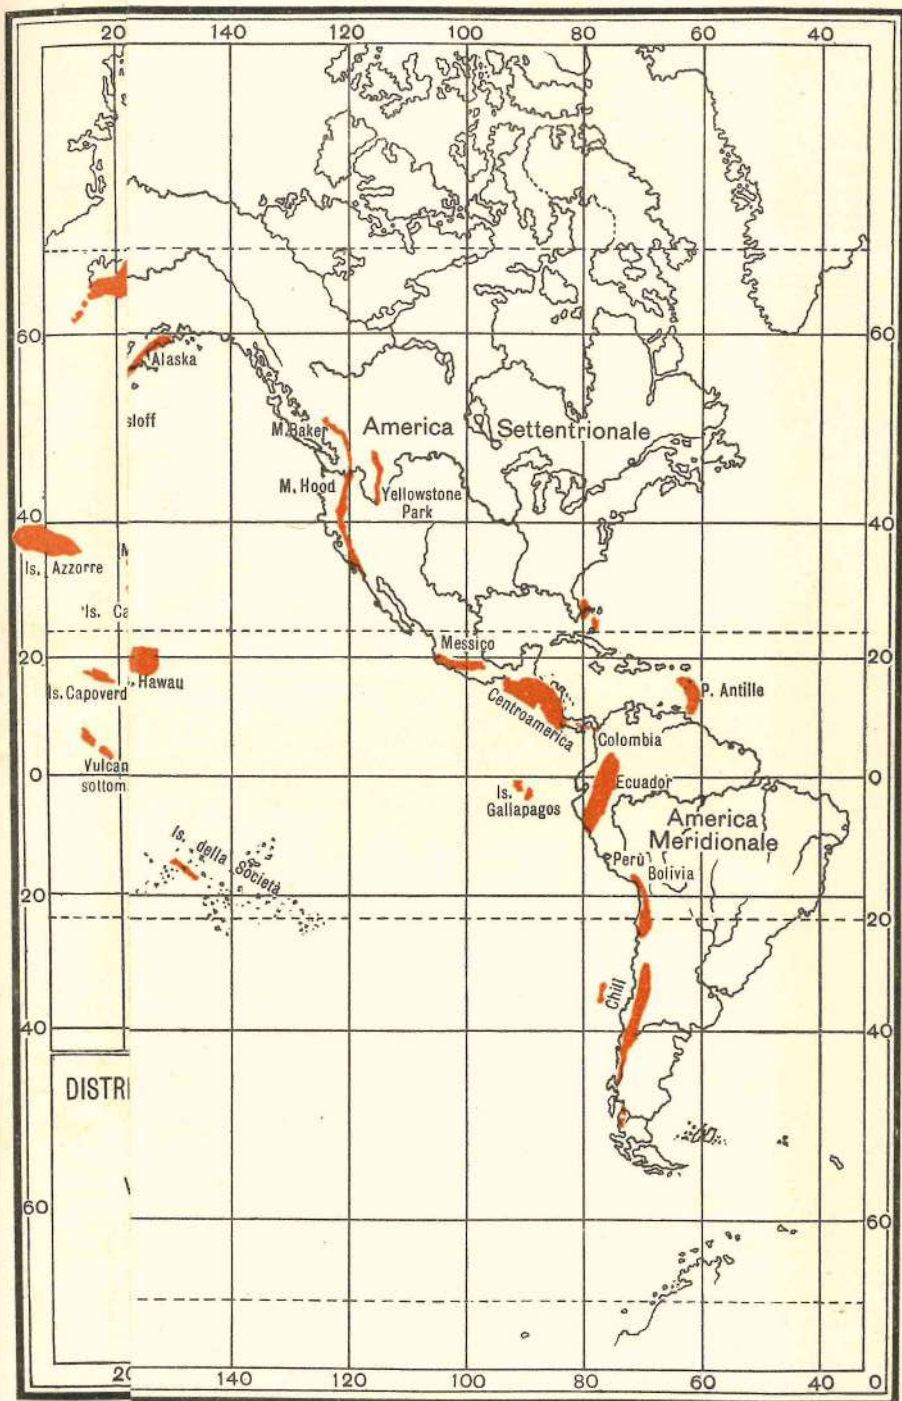 20 140 120 100 80 60 40
60 60
Alaska
sloff
M. Baker
America Settentrionale
M. Hood
Yellowstone
Park
40 40
Is. Azzorre
M
Is. Ca
Messico
20 20
Is. Capoverd
Hawau
P. Antille
Centroamerica
Colombia
Vulcan
sottom
0 0
Ecuador
Is.
Gallapagos
America
Meridionale
Is. della Società
Perù
Bolivia
20 20
Chilì
40 40
DISTRI
60 60
20 140 120 100 80 60 40 0